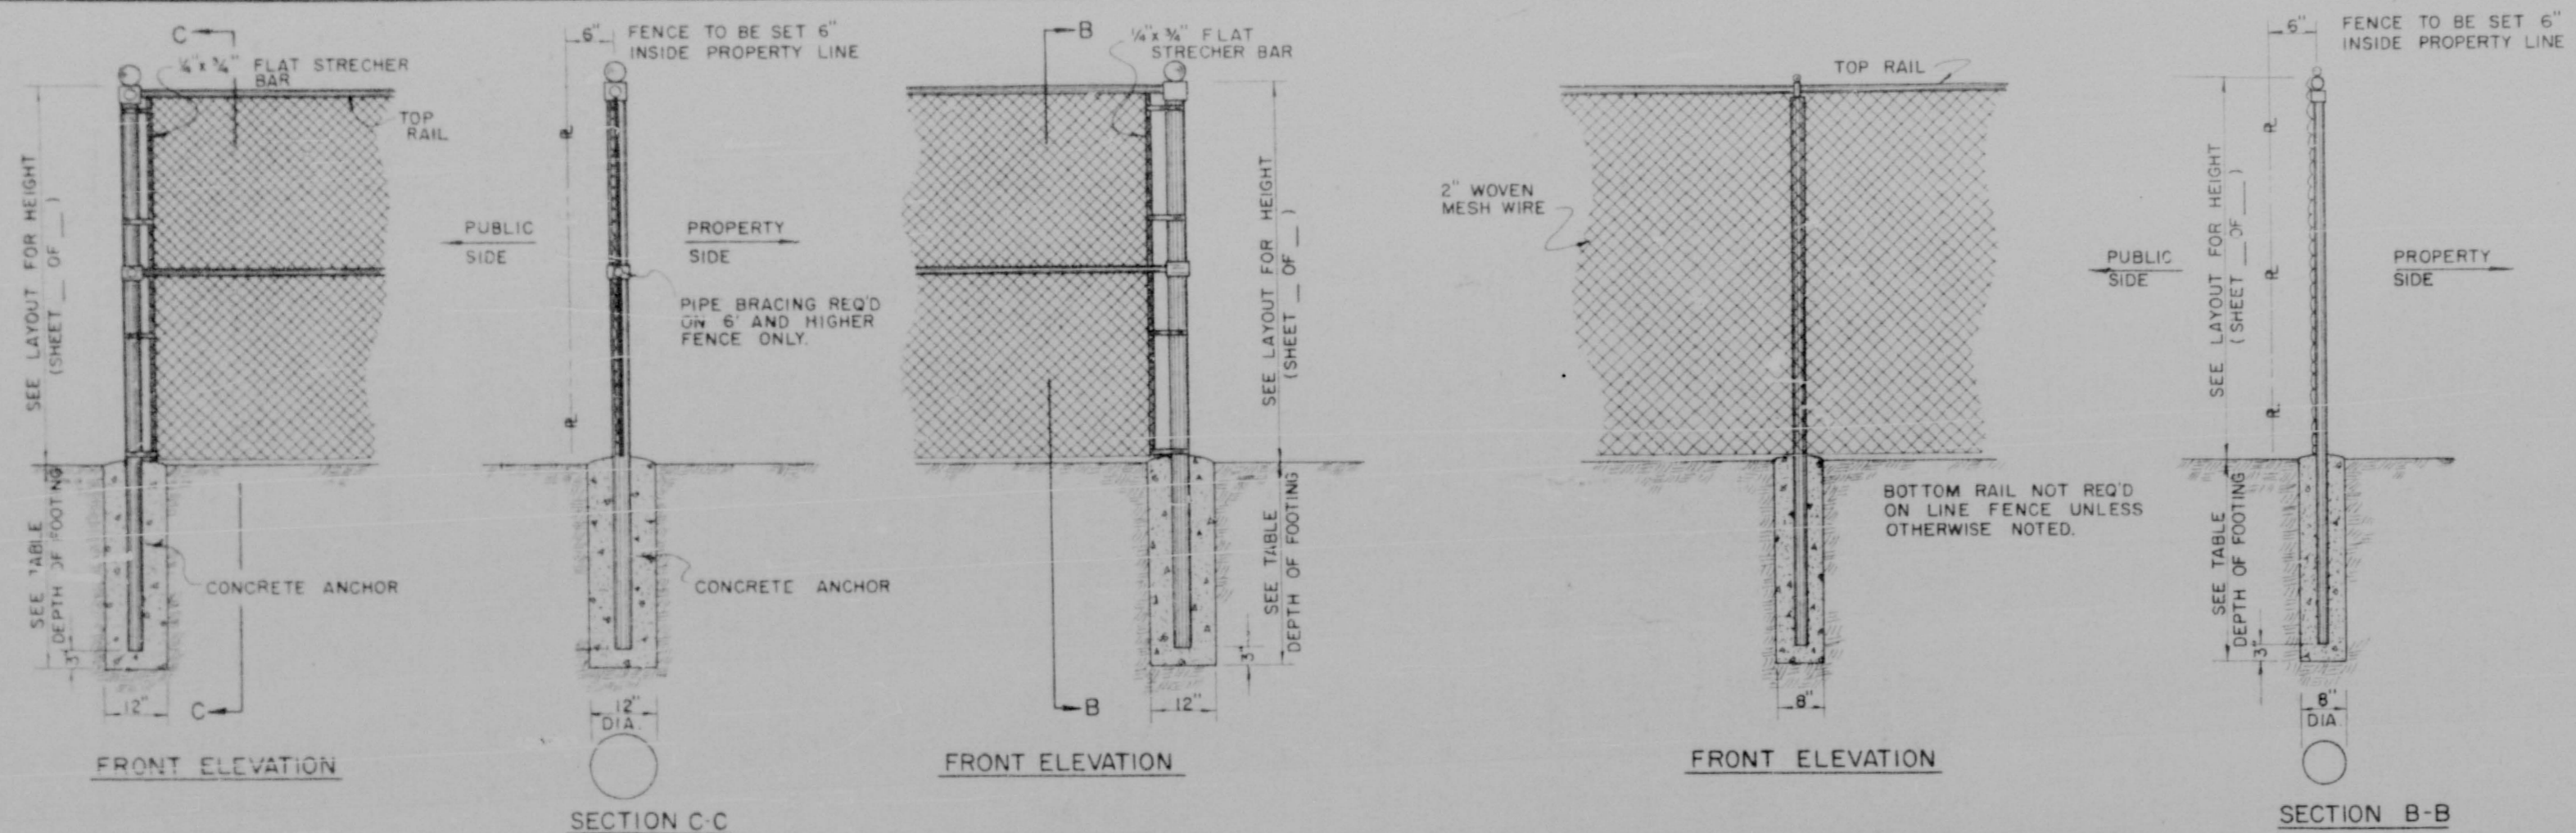 C
1/4" x 3/4" FLAT STRECHER
BAR
TOP
RAIL
SEE LAYOUT FOR HEIGHT
(SHEET __ OF __ )
SEE TABLE
DEPTH OF FOOTING
3"
CONCRETE ANCHOR
12"
C
FRONT ELEVATION
6"
FENCE TO BE SET 6"
INSIDE PROPERTY LINE
PL
PUBLIC
SIDE
PROPERTY
SIDE
PIPE BRACING REQ'D
ON 6' AND HIGHER
FENCE ONLY.
PL
CONCRETE ANCHOR
12"
DIA.
SECTION C-C
B
1/4" x 3/4" FLAT
STRECHER BAR
SEE LAYOUT FOR HEIGHT
(SHEET __ OF __ )
SEE TABLE
DEPTH OF FOOTING
3"
B
12"
FRONT ELEVATION
TOP RAIL
2" WOVEN
MESH WIRE
BOTTOM RAIL NOT REQ'D
ON LINE FENCE UNLESS
OTHERWISE NOTED.
8"
FRONT ELEVATION
6"
FENCE TO BE SET 6"
INSIDE PROPERTY LINE
PL
PL
PL
PUBLIC
SIDE
PROPERTY
SIDE
SEE LAYOUT FOR HEIGHT
(SHEET __ OF __ )
SEE TABLE
DEPTH OF FOOTING
3"
8"
DIA.
SECTION B-B